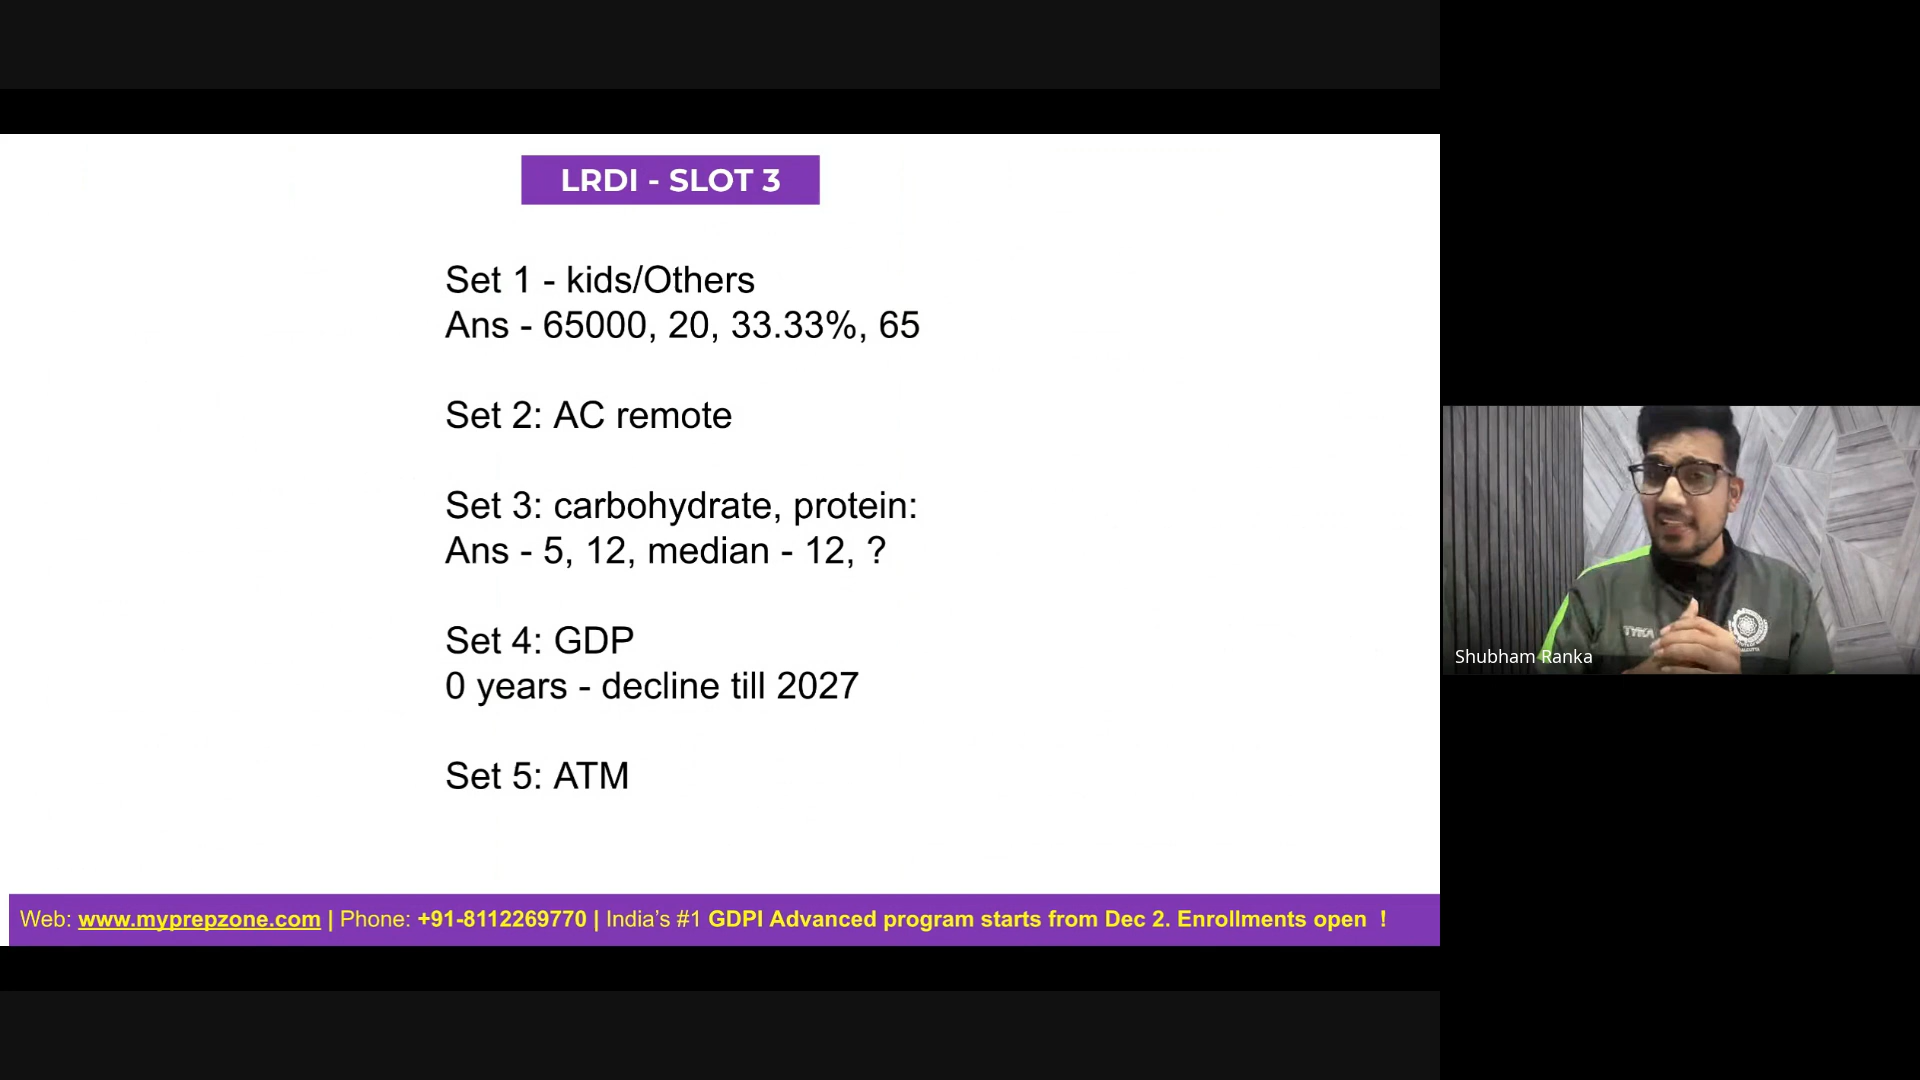 LRDI - SLOT 3
Set 1 - kids/Others
Ans - 65000, 20, 33.33%, 65
Set 2: AC remote
Set 3: carbohydrate, protein:
Ans - 5, 12, median - 12, ?
Set 4: GDP
0 years - decline till 2027
Set 5: ATM
Web: www.myprepzone.com | Phone: +91-8112269770 | India's #1 GDPI Advanced program starts from Dec 2. Enrollments open !
TYKA
Shubham Ranka